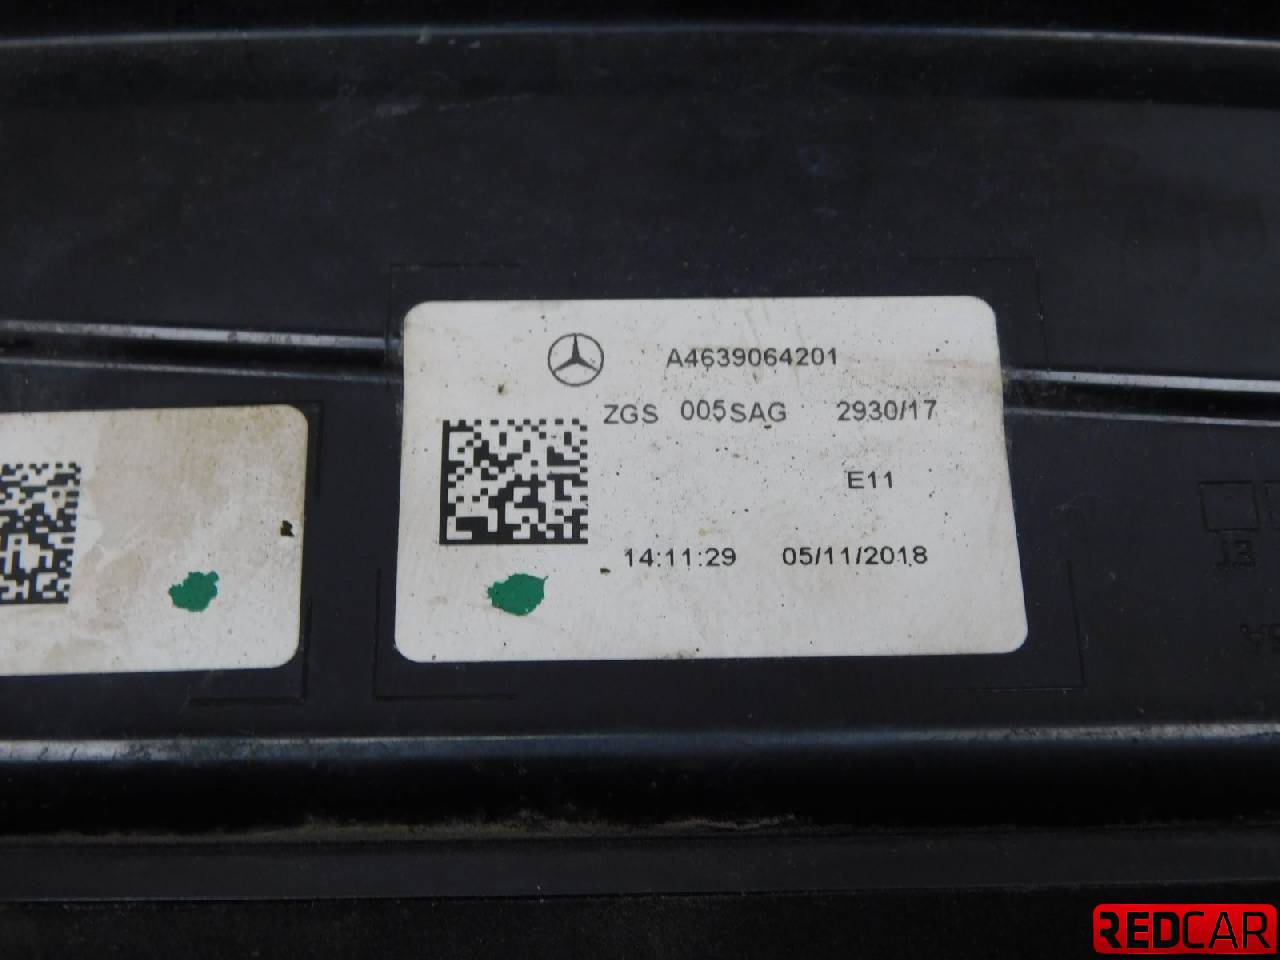 A4639064201
ZGS 005SAG 2930/17
E11
14:11:29 05/11/2018
REDCAR